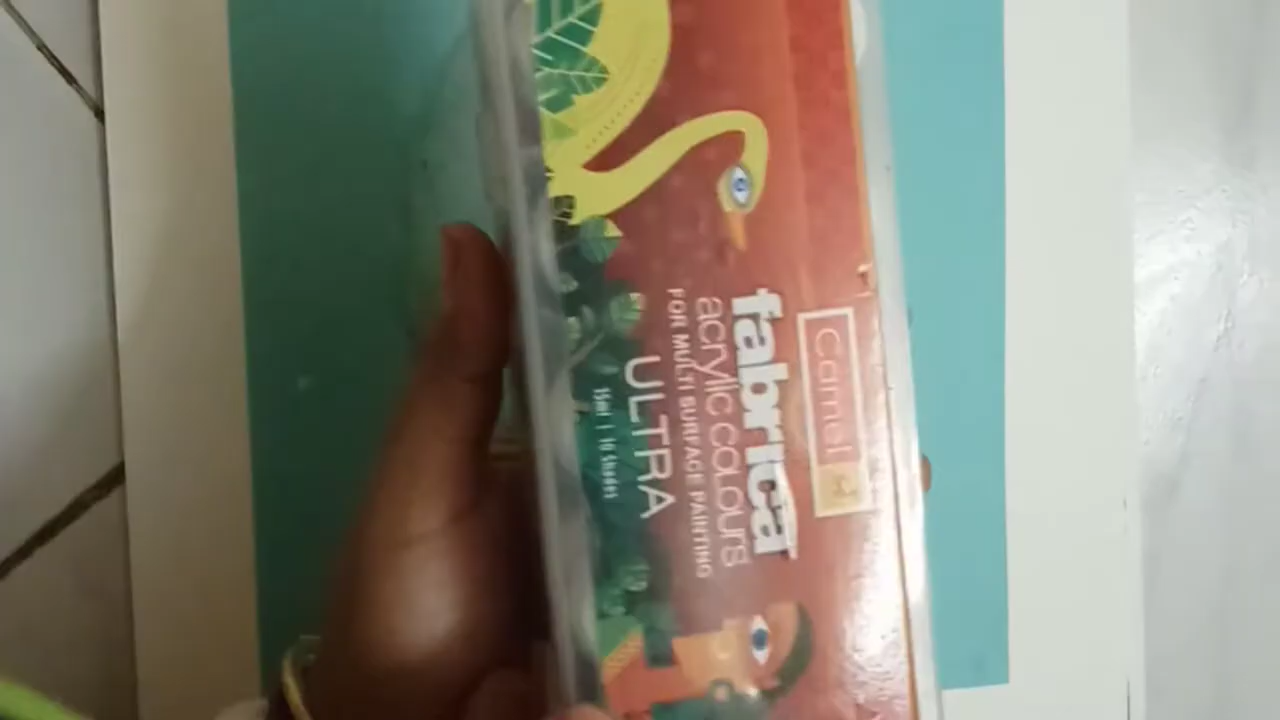 Camel
fabrica
acrylic colours
FOR MULTI SURFACE PAINTING
ULTRA
15ml | 10 Shades